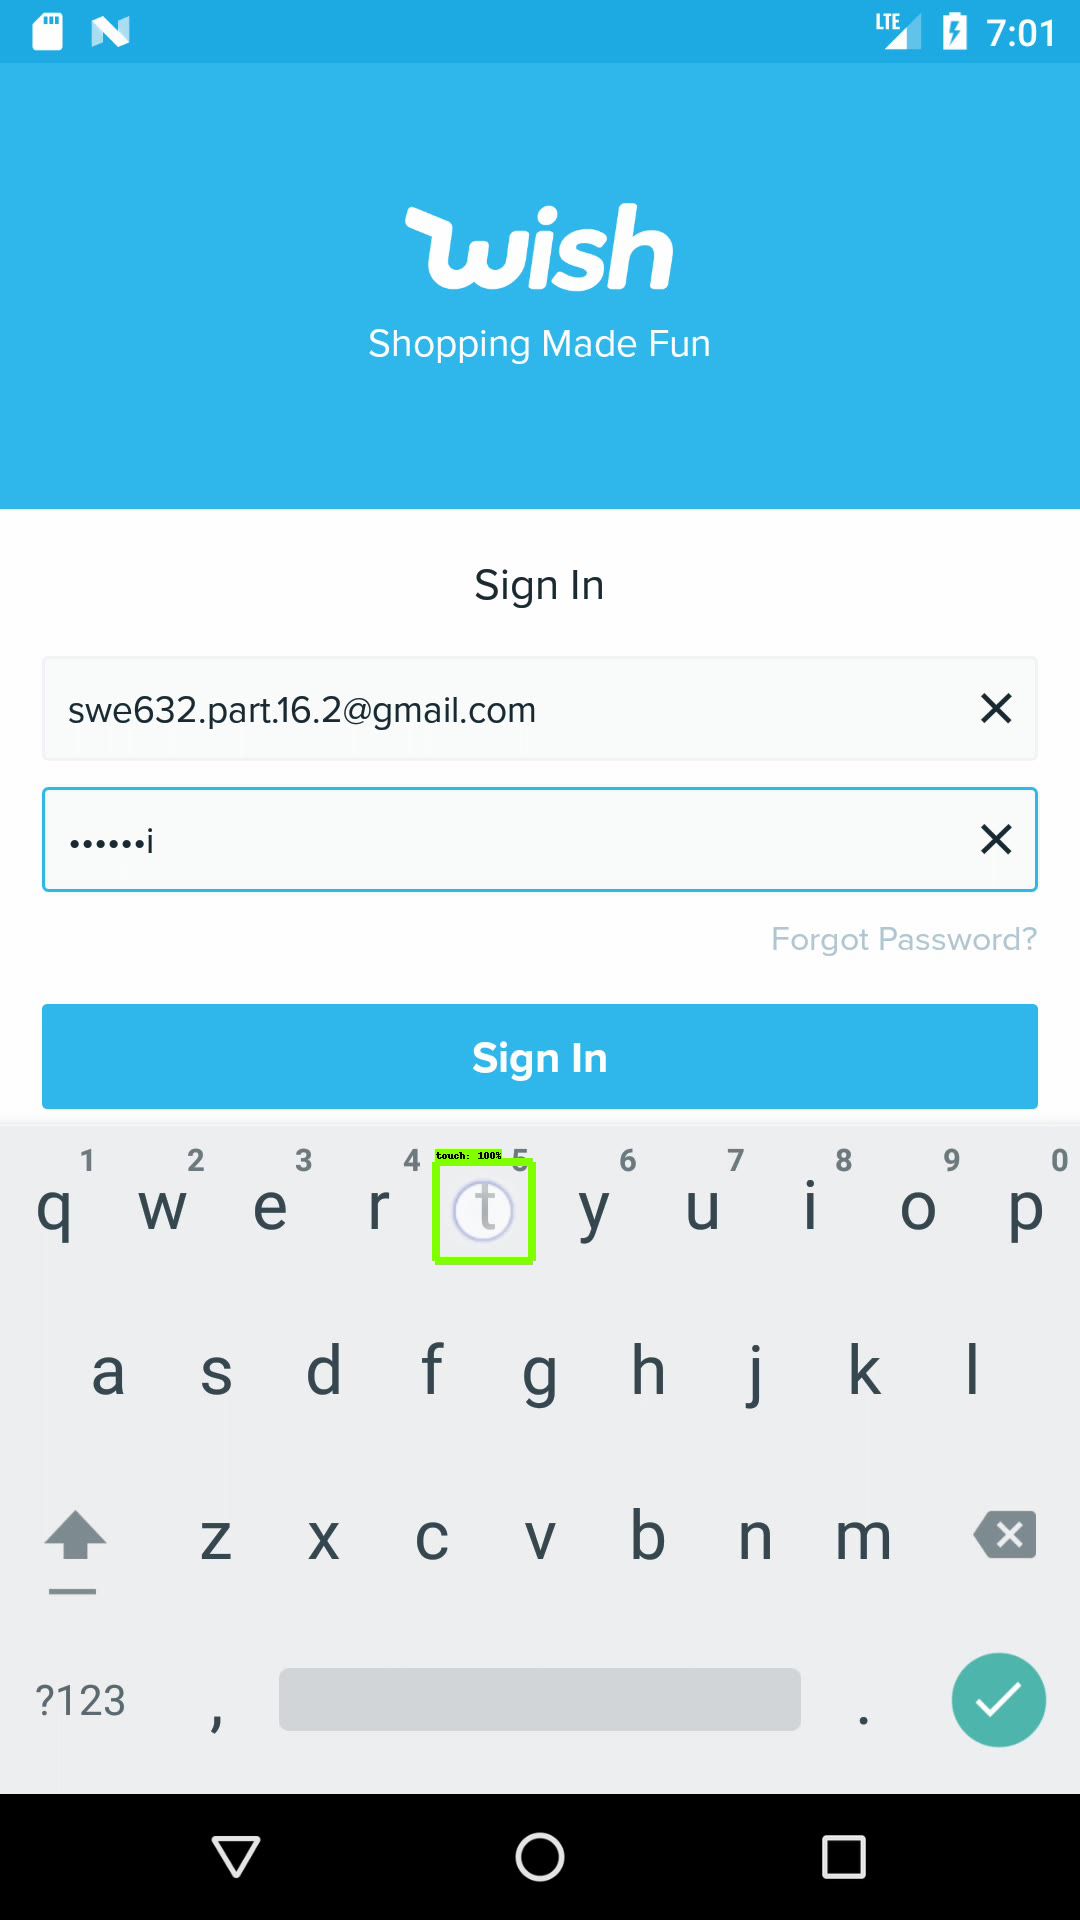 LTE 7:01
wish
Shopping Made Fun
Sign In
swe632.part.16.2@gmail.com
••••••i
Forgot Password?
Sign In
touch: 100%
1 2 3 4 5 6 7 8 9 0
q w e r t y u i o p
a s d f g h j k l
z x c v b n m
?123 , .